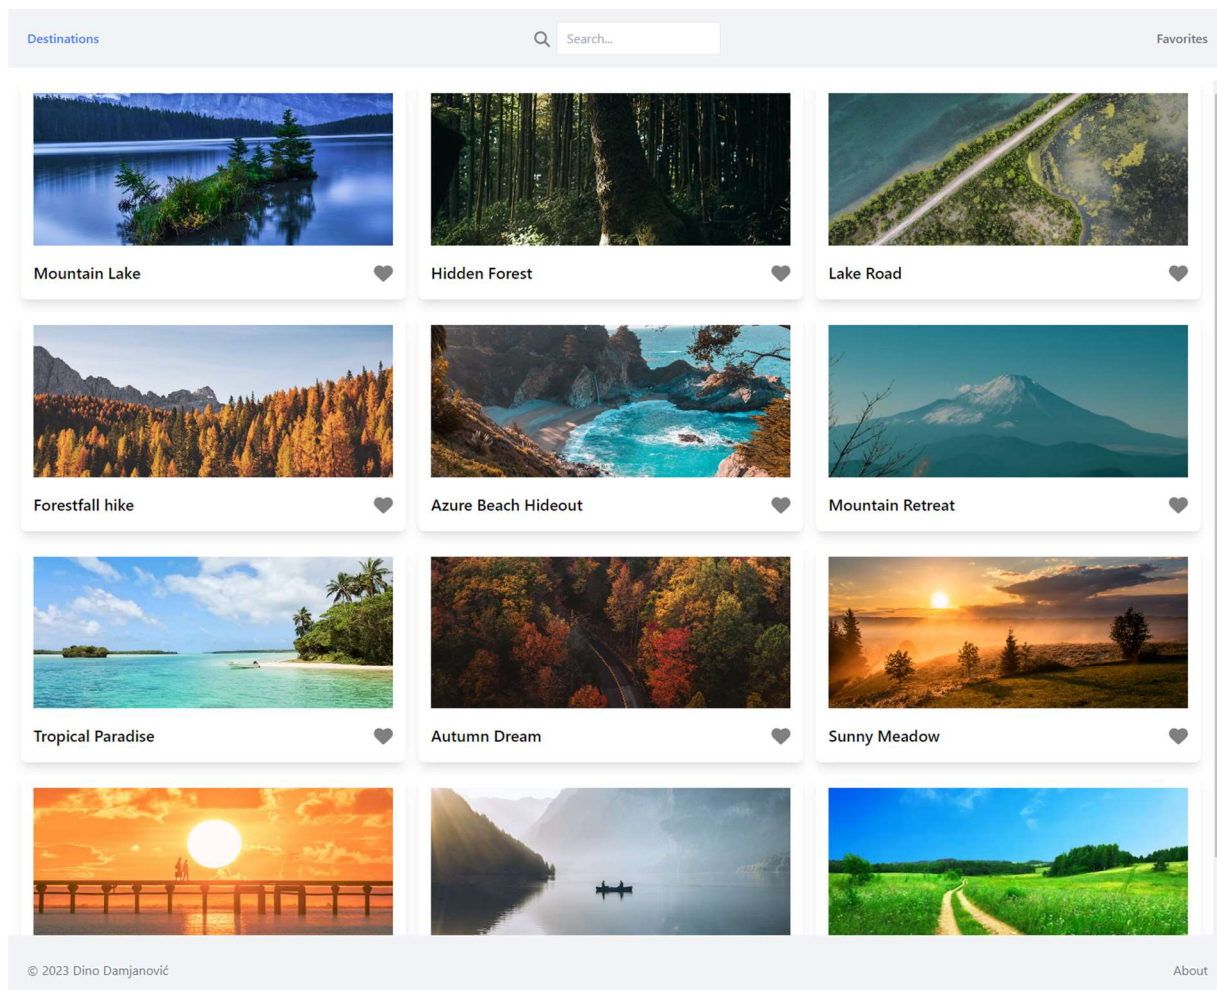 Destinations
Search...
Favorites
Mountain Lake
Hidden Forest
Lake Road
Forestfall hike
Azure Beach Hideout
Mountain Retreat
Tropical Paradise
Autumn Dream
Sunny Meadow
© 2023 Dino Damjanović
About